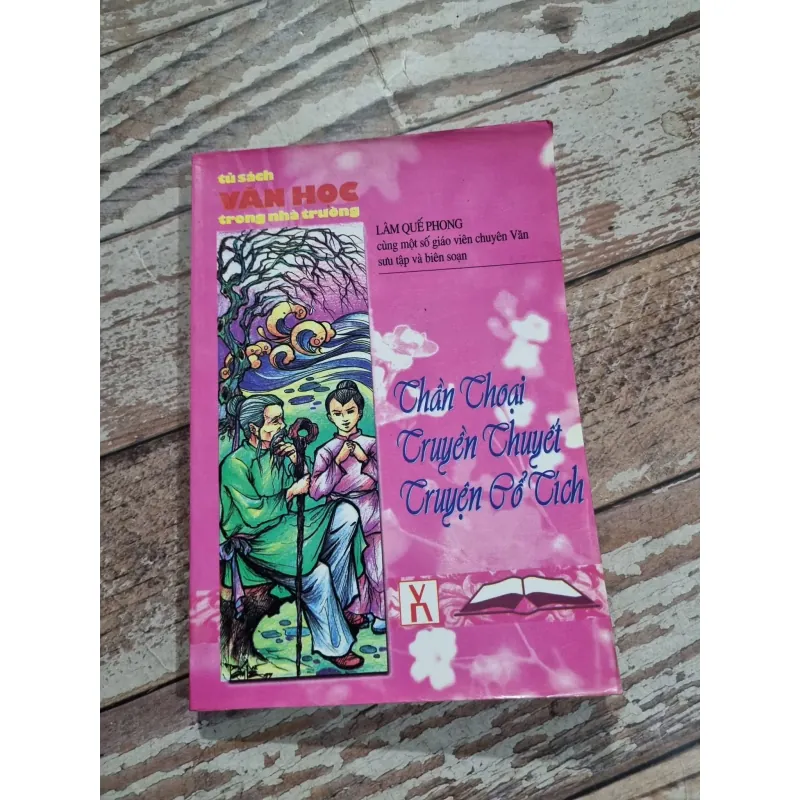 tủ sách
VĂN HỌC
trong nhà trường
LÂM QUẾ PHONG
cùng một số giáo viên chuyên Văn
sưu tập và biên soạn
Thần Thoại
Truyền Thuyết
Truyện Cổ Tích